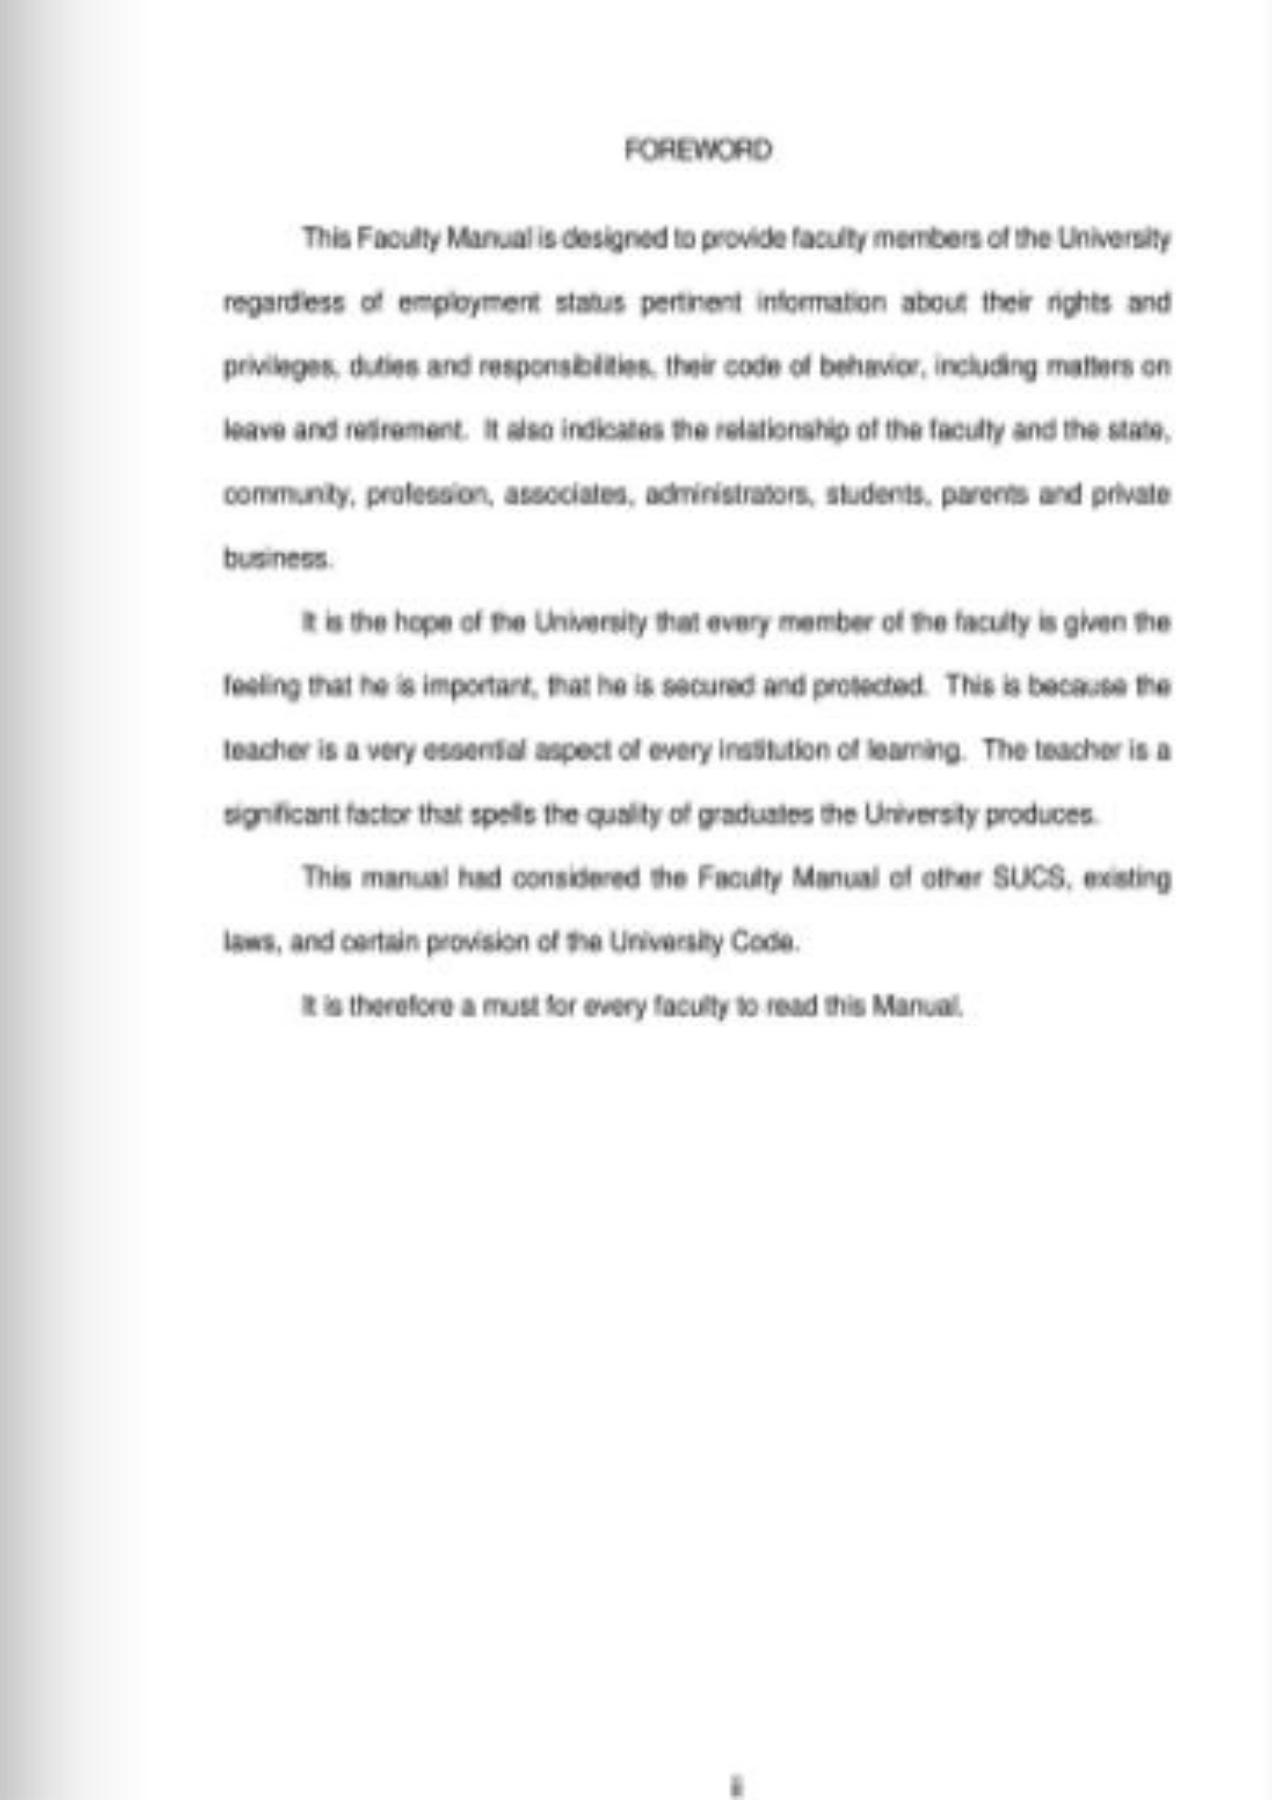 FOREWORD
This Faculty Manual is designed to provide faculty members of the University
regardless of employment status pertinent information about their rights and
privileges, duties and responsibilities, their code of behavior, including matters on
leave and retirement. It also indicates the relationship of the faculty and the state,
community, profession, associates, administrators, students, parents and private
business.
It is the hope of the University that every member of the faculty is given the
feeling that he is important, that he is secured and protected. This is because the
teacher is a very essential aspect of every institution of learning. The teacher is a
significant factor that spells the quality of graduates the University produces.
This manual had considered the Faculty Manual of other SUCS, existing
laws, and certain provision of the University Code.
It is therefore a must for every faculty to read this Manual.
ii